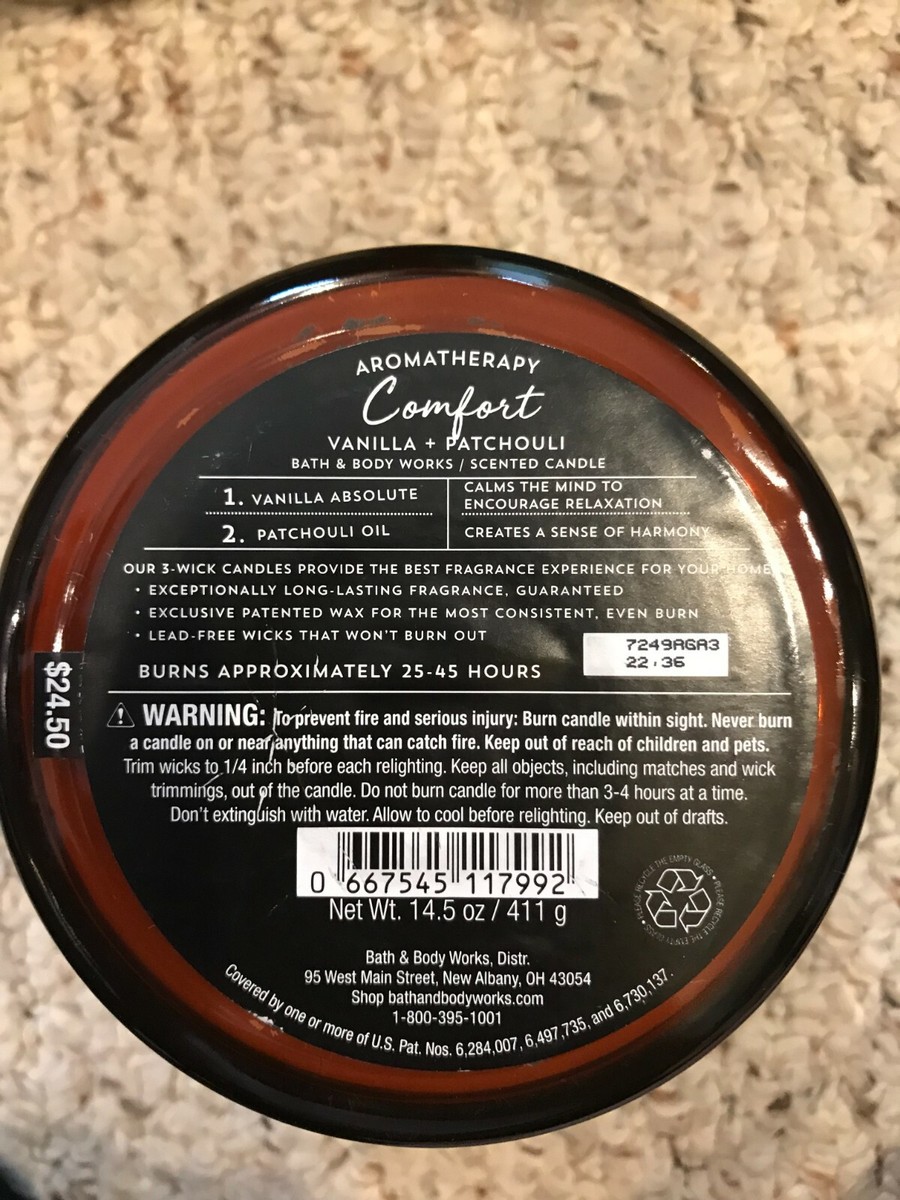 AROMATHERAPY
Comfort
VANILLA + PATCHOULI
BATH & BODY WORKS / SCENTED CANDLE
1. VANILLA ABSOLUTE
CALMS THE MIND TO
ENCOURAGE RELAXATION
2. PATCHOULI OIL
CREATES A SENSE OF HARMONY
OUR 3-WICK CANDLES PROVIDE THE BEST FRAGRANCE EXPERIENCE FOR YOUR HOME
• EXCEPTIONALLY LONG-LASTING FRAGRANCE, GUARANTEED
• EXCLUSIVE PATENTED WAX FOR THE MOST CONSISTENT, EVEN BURN
• LEAD-FREE WICKS THAT WON'T BURN OUT
7249AGA3
22:36
BURNS APPROXIMATELY 25-45 HOURS
$24.50
WARNING: To prevent fire and serious injury: Burn candle within sight. Never burn
a candle on or near anything that can catch fire. Keep out of reach of children and pets.
Trim wicks to 1/4 inch before each relighting. Keep all objects, including matches and wick
trimmings, out of the candle. Do not burn candle for more than 3-4 hours at a time.
Don't extinguish with water. Allow to cool before relighting. Keep out of drafts.
0 667545 117992
Net Wt. 14.5 oz / 411 g
PLEASE RECYCLE THE EMPTY GLASS • PLEASE RECYCLE THE EMPTY GLASS •
Bath & Body Works, Distr.
95 West Main Street, New Albany, OH 43054
Shop bathandbodyworks.com
1-800-395-1001
Covered by one or more of U.S. Pat. Nos. 6,284,007, 6,497,735, and 6,730,137.